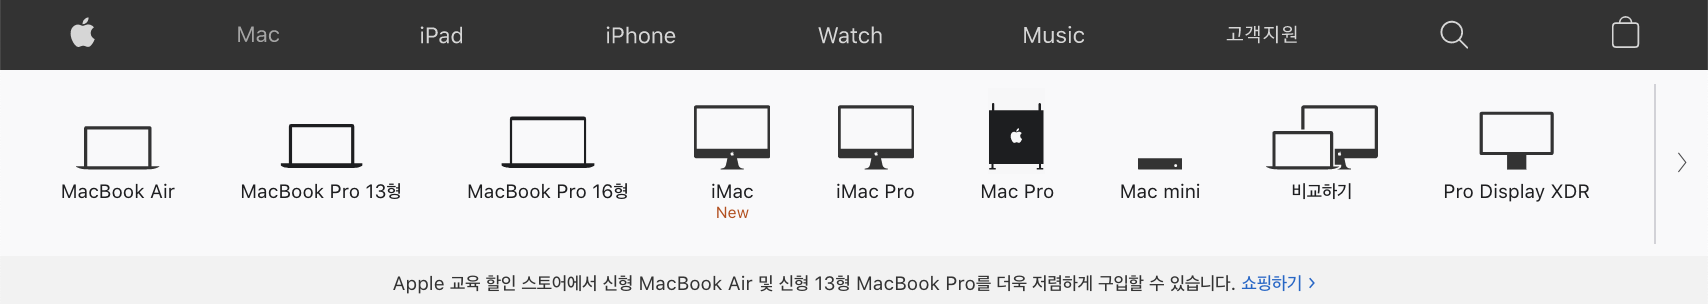 Mac iPad iPhone Watch Music 고객지원
MacBook Air MacBook Pro 13형 MacBook Pro 16형 iMac iMac Pro Mac Pro Mac mini 비교하기 Pro Display XDR
New
Apple 교육 할인 스토어에서 신형 MacBook Air 및 신형 13형 MacBook Pro를 더욱 저렴하게 구입할 수 있습니다. 쇼핑하기 >